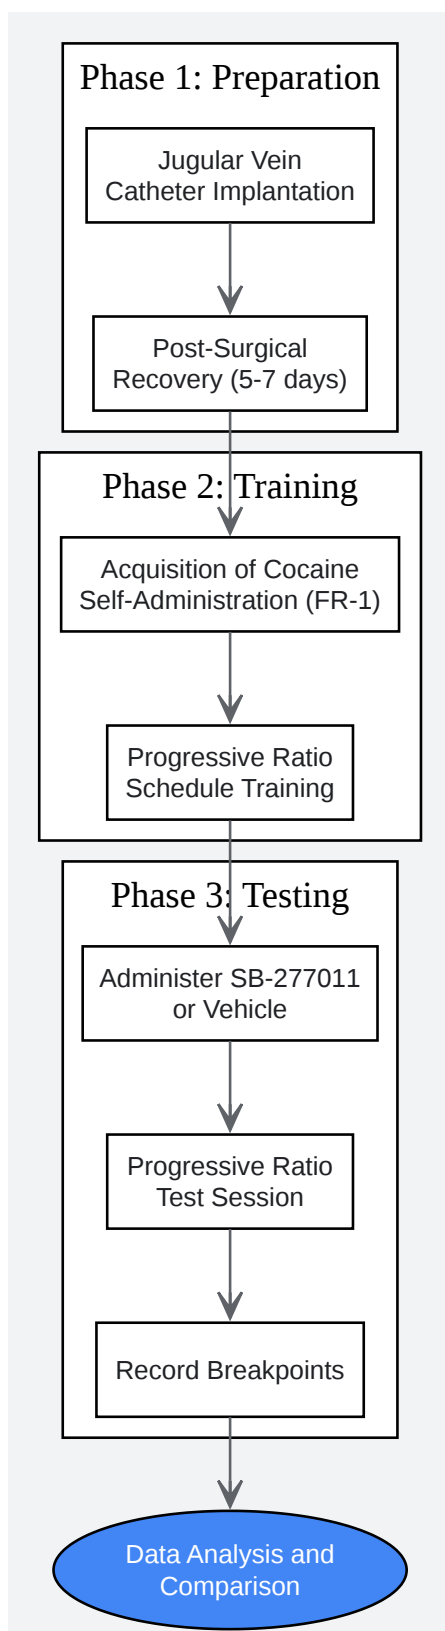 Phase 1: Preparation
Jugular Vein
Catheter Implantation
Post-Surgical
Recovery (5-7 days)
Phase 2: Training
Acquisition of Cocaine
Self-Administration (FR-1)
Progressive Ratio
Schedule Training
Phase 3: Testing
Administer SB-277011
or Vehicle
Progressive Ratio
Test Session
Record Breakpoints
Data Analysis and
Comparison